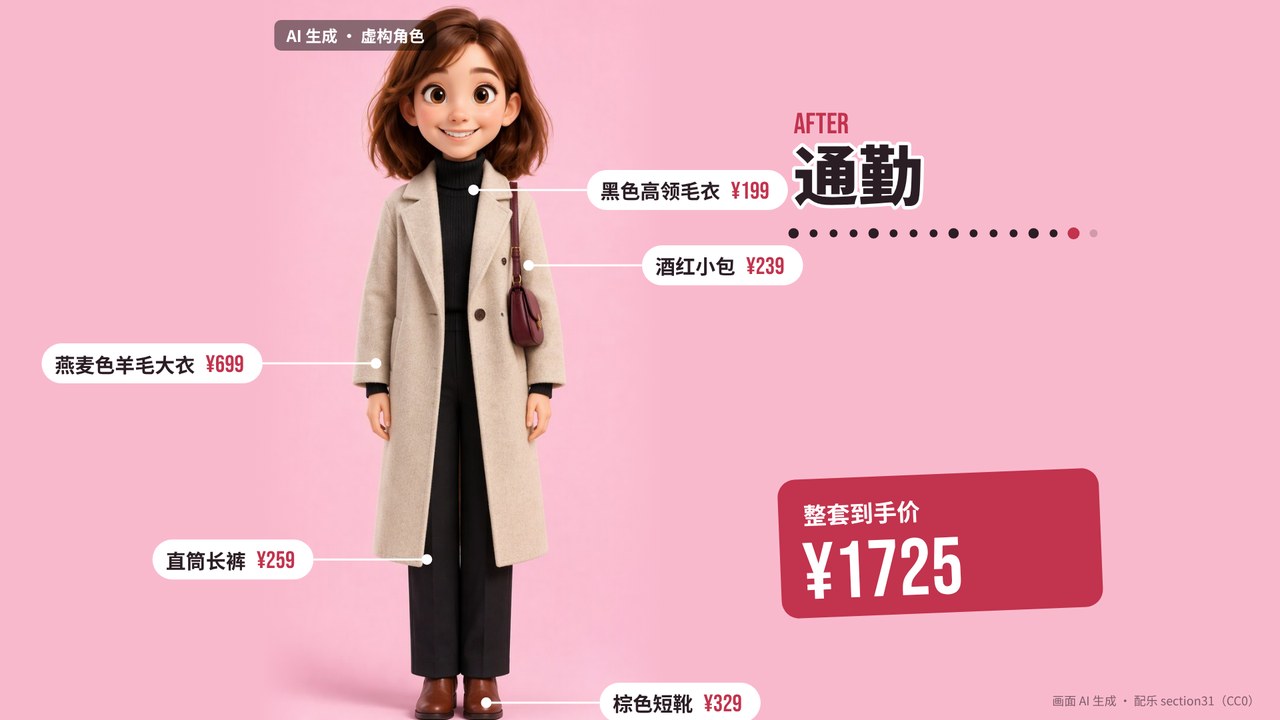 AI 生成 · 虚构角色
AFTER
通勤
黑色高领毛衣 ¥199
酒红小包 ¥239
燕麦色羊毛大衣 ¥699
直筒长裤 ¥259
棕色短靴 ¥329
整套到手价
¥1725
画面 AI 生成 · 配乐 section31（CC0）